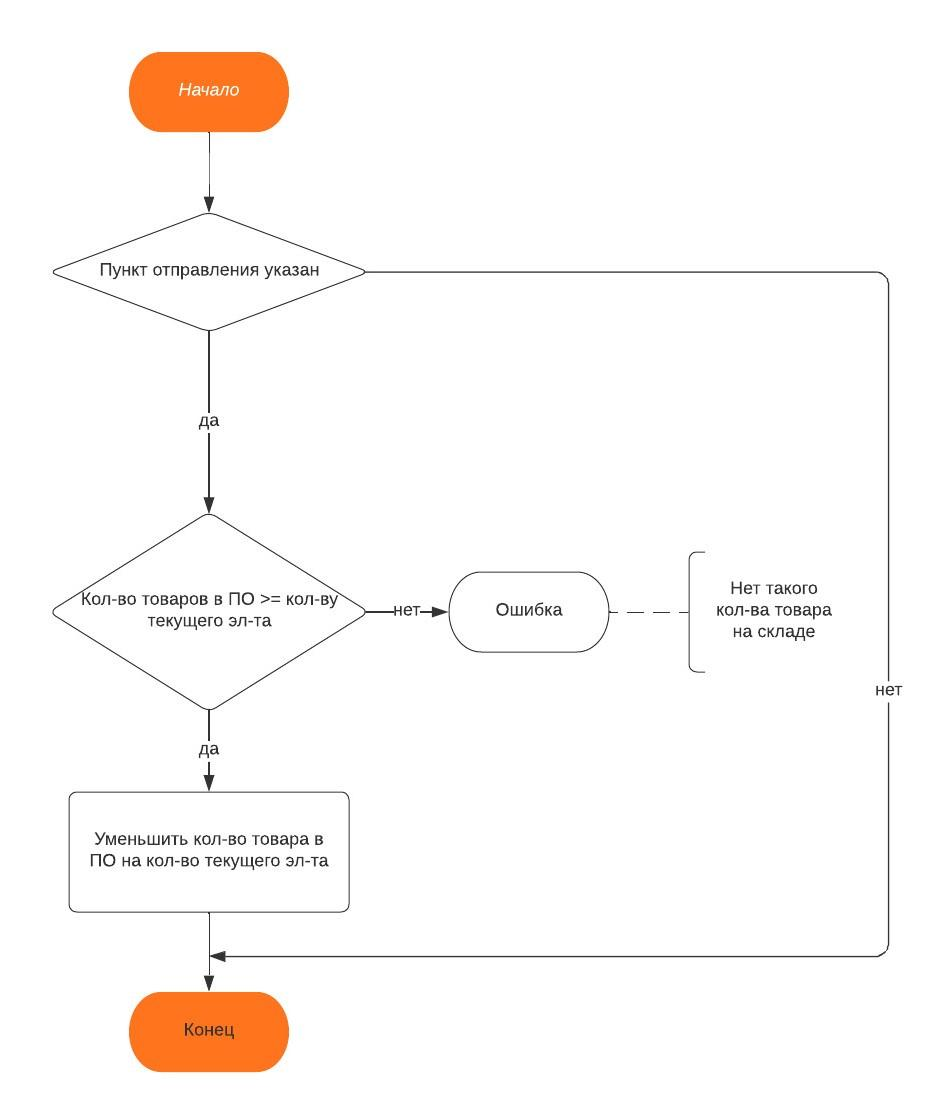 Начало
Пункт отправления указан
да
Кол-во товаров в ПО >= кол-ву
текущего эл-та
нет
Ошибка
Нет такого
кол-ва товара
на складе
нет
да
Уменьшить кол-во товара в
ПО на кол-во текущего эл-та
Конец